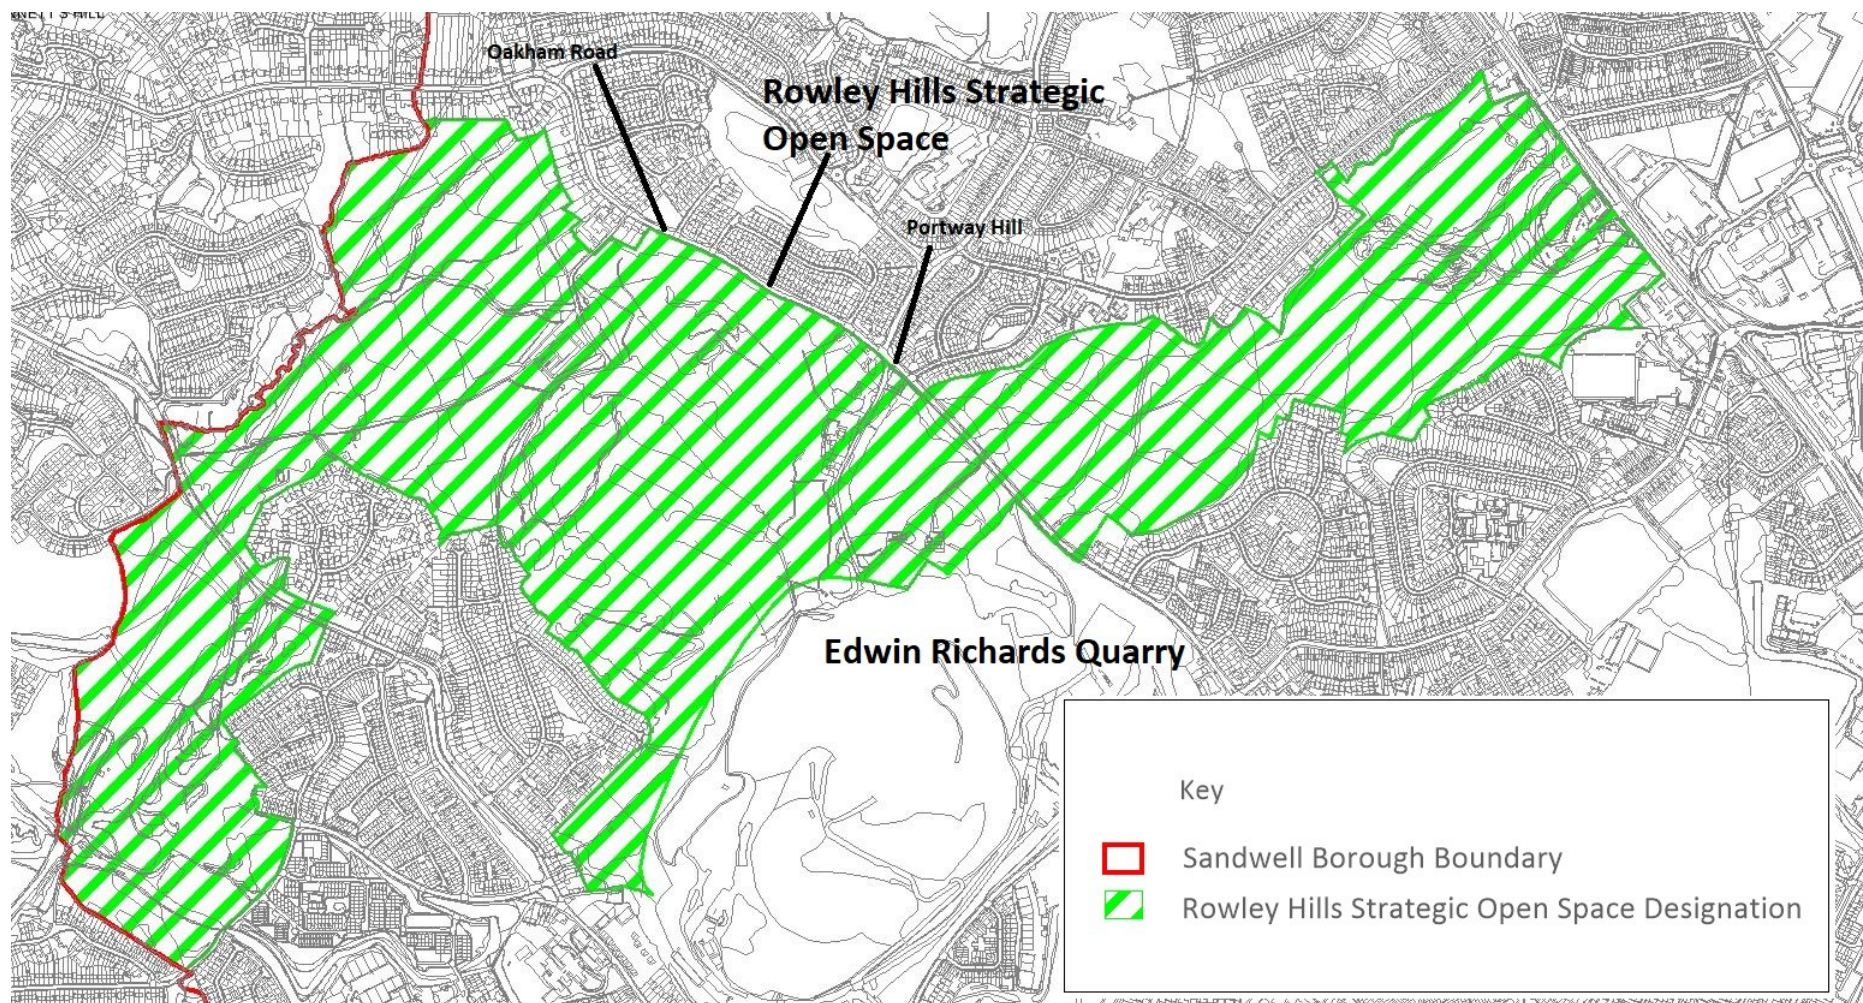 Oakham Road
Rowley Hills Strategic
Open Space
Portway Hill
Edwin Richards Quarry
Key
Sandwell Borough Boundary
Rowley Hills Strategic Open Space Designation